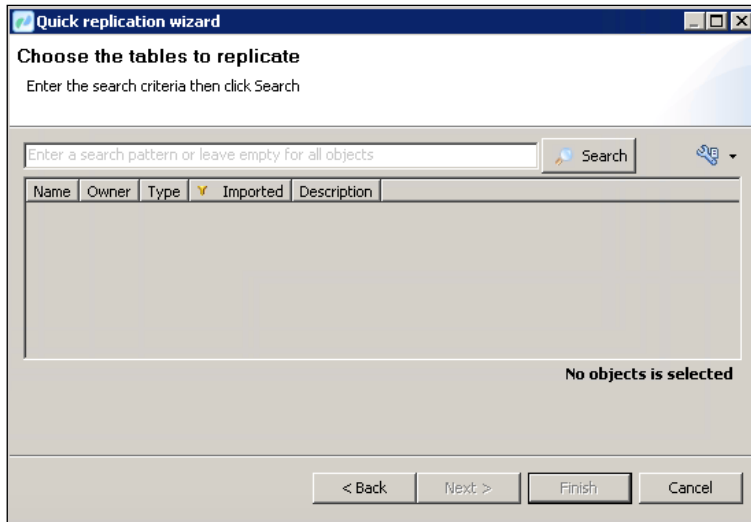 Quick replication wizard
Choose the tables to replicate
Enter the search criteria then click Search
Enter a search pattern or leave empty for all objects Search
Name Owner Type Imported Description
No objects is selected
< Back Next > Finish Cancel